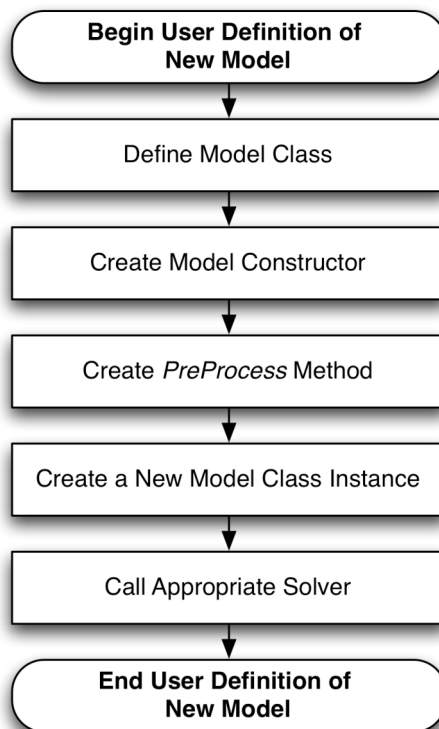 Begin User Definition of
New Model
Define Model Class
Create Model Constructor
Create PreProcess Method
Create a New Model Class Instance
Call Appropriate Solver
End User Definition of
New Model